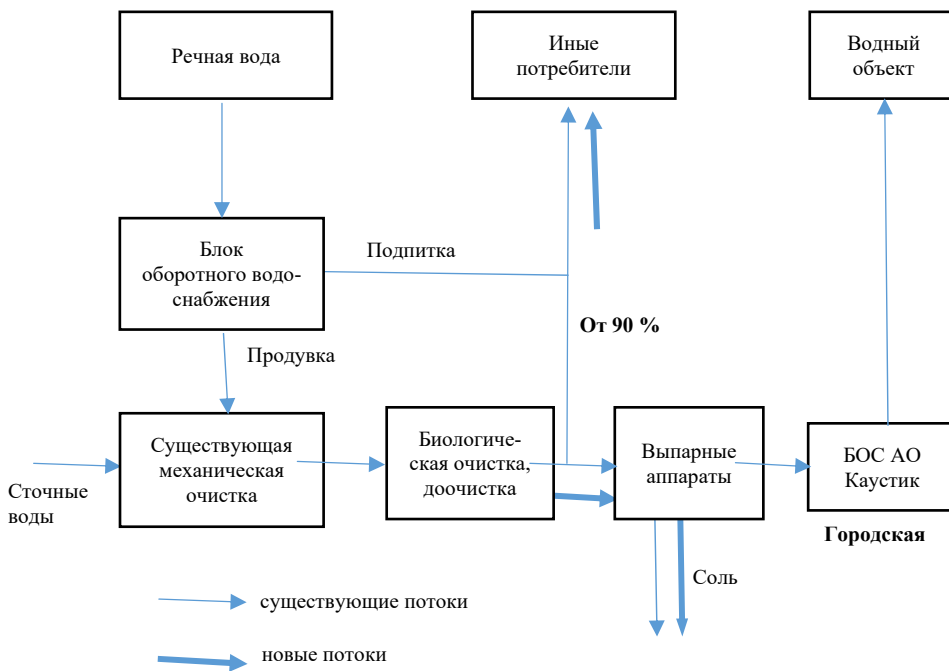 Речная вода
Иные
потребители
Водный
объект
Блок
оборотного водо-
снабжения
Подпитка
От 90 %
Продувка
Сточные
воды
Существующая
механическая
очистка
Биологиче-
ская очистка,
доочистка
Выпарные
аппараты
БОС АО
Каустик
Городская
Соль
существующие потоки
новые потоки